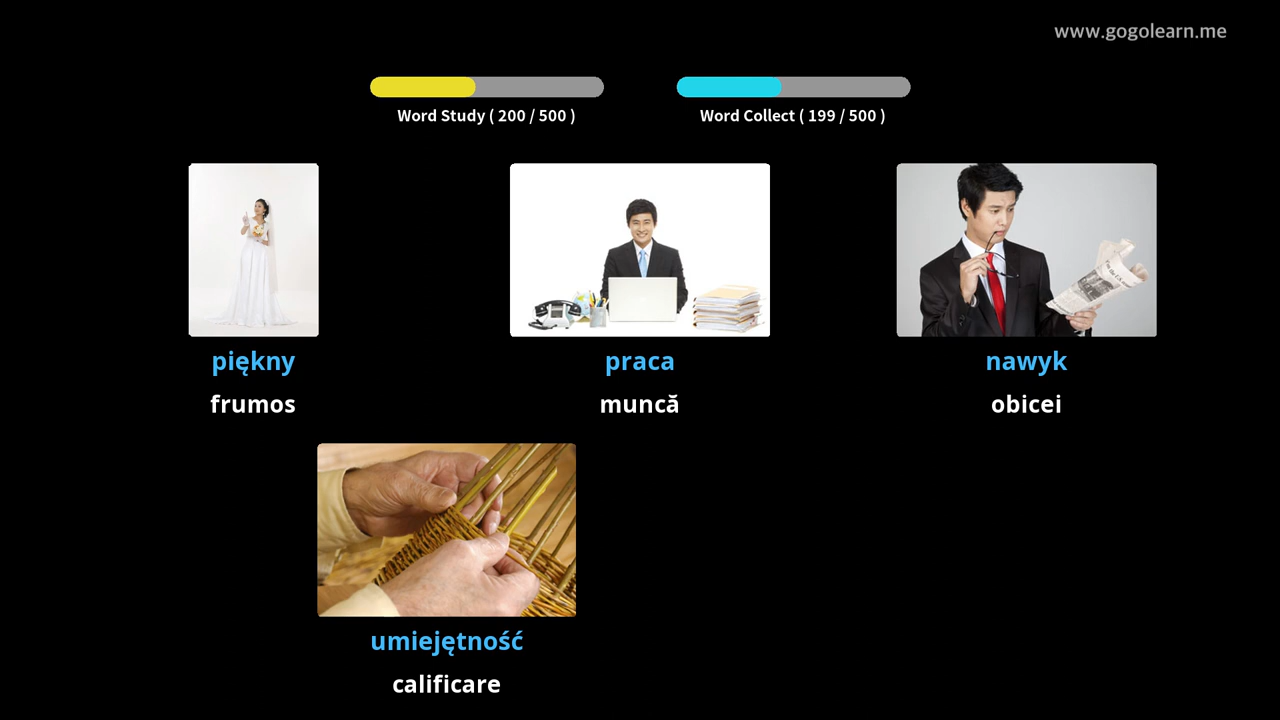 www.gogolearn.me
Word Study ( 200 / 500 )
Word Collect ( 199 / 500 )
piękny
frumos
praca
muncă
nawyk
obicei
umiejętność
calificare